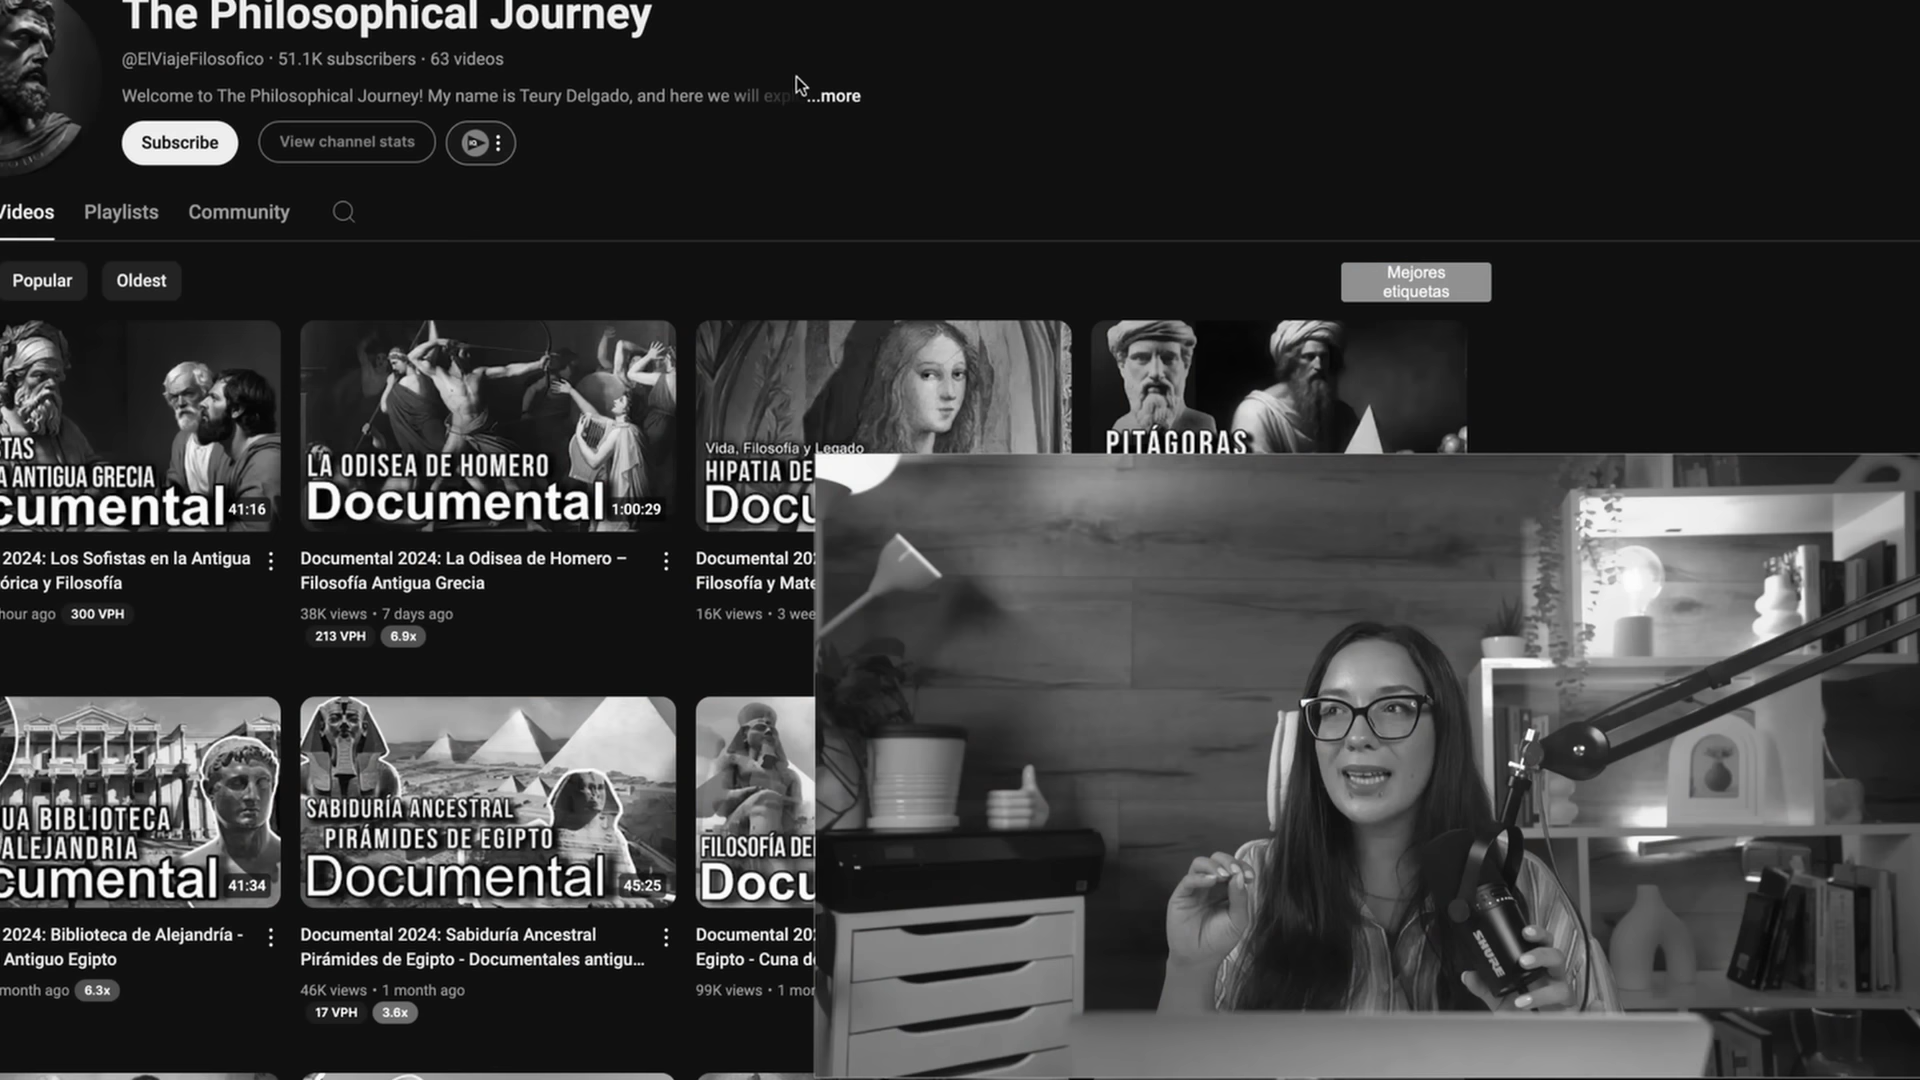 The Philosophical Journey
@ElViajeFilosofico · 51.1K subscribers · 63 videos
Welcome to The Philosophical Journey! My name is Teury Delgado, and here we will exp ...more
Subscribe
View channel stats
Videos
Playlists
Community
Popular
Oldest
Mejores
etiquetas
STAS
A ANTIGUA GRECIA
cumental
41:16
LA ODISEA DE HOMERO
Documental
1:00:29
Vida, Filosofía y Legado
HIPATIA DE
Docu
PITÁGORAS
2024: Los Sofistas en la Antigua
órica y Filosofía
hour ago
300 VPH
Documental 2024: La Odisea de Homero –
Filosofía Antigua Grecia
38K views • 7 days ago
213 VPH
6.9x
Documental 202
Filosofía y Mate
16K views • 3 wee
UA BIBLIOTECA
ALEJANDRIA
cumental
41:34
SABIDURÍA ANCESTRAL
PIRÁMIDES DE EGIPTO
Documental
45:25
FILOSOFÍA DEL
Docu
2024: Biblioteca de Alejandría -
Antiguo Egipto
month ago
6.3x
Documental 2024: Sabiduría Ancestral
Pirámides de Egipto - Documentales antigu...
46K views • 1 month ago
17 VPH
3.6x
Documental 202
Egipto - Cuna de
99K views • 1 mon
SHURE